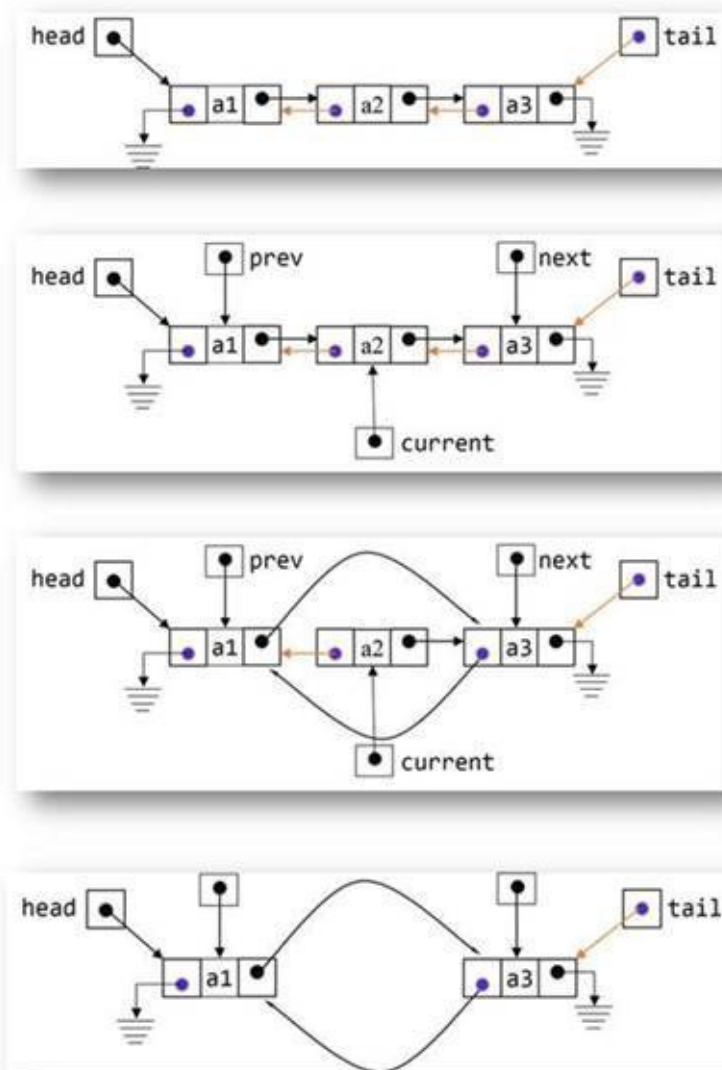 head tail
a1 a2 a3
prev next
head tail
a1 a2 a3
current
prev next
head tail
a1 a2 a3
current
head tail
a1 a3